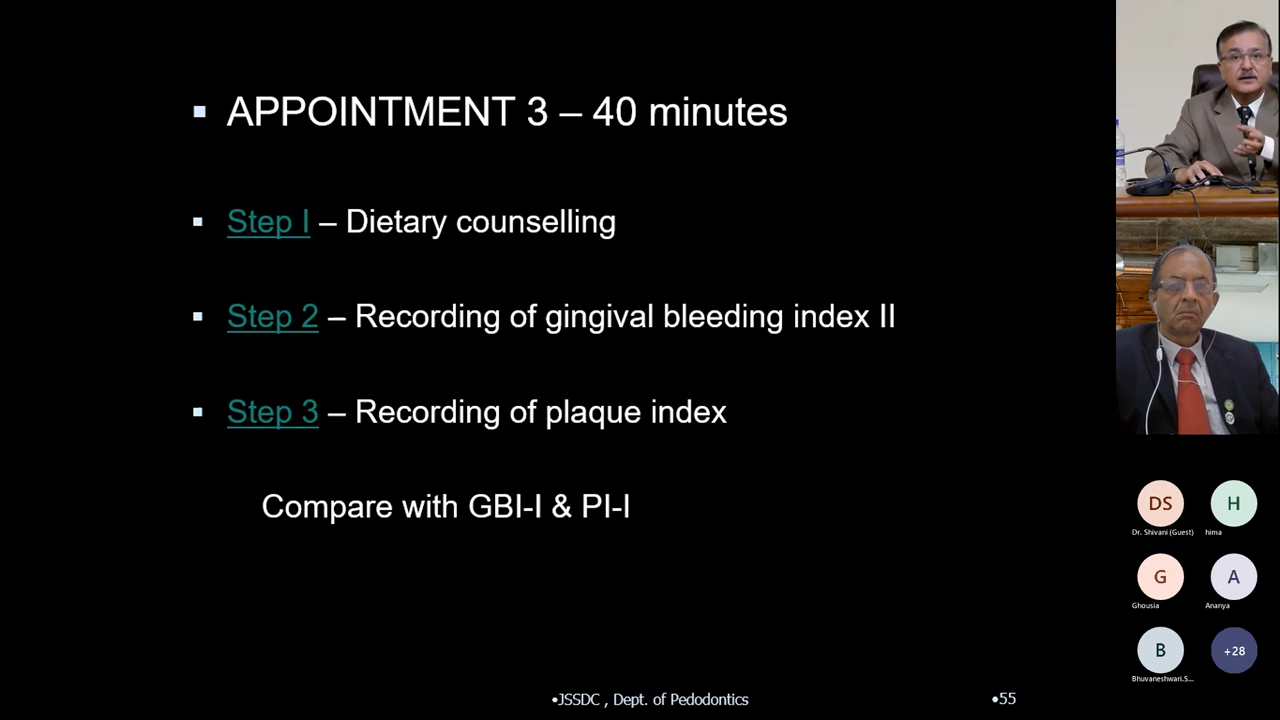 APPOINTMENT 3 – 40 minutes
Step I – Dietary counselling
Step 2 – Recording of gingival bleeding index II
Step 3 – Recording of plaque index
Compare with GBI-I & PI-I
•JSSDC , Dept. of Pedodontics
•55
DS
H
Dr. Shivani (Guest)
hima
G
A
Ghousia
Ananya
B
+28
Bhuvaneshwari.S...